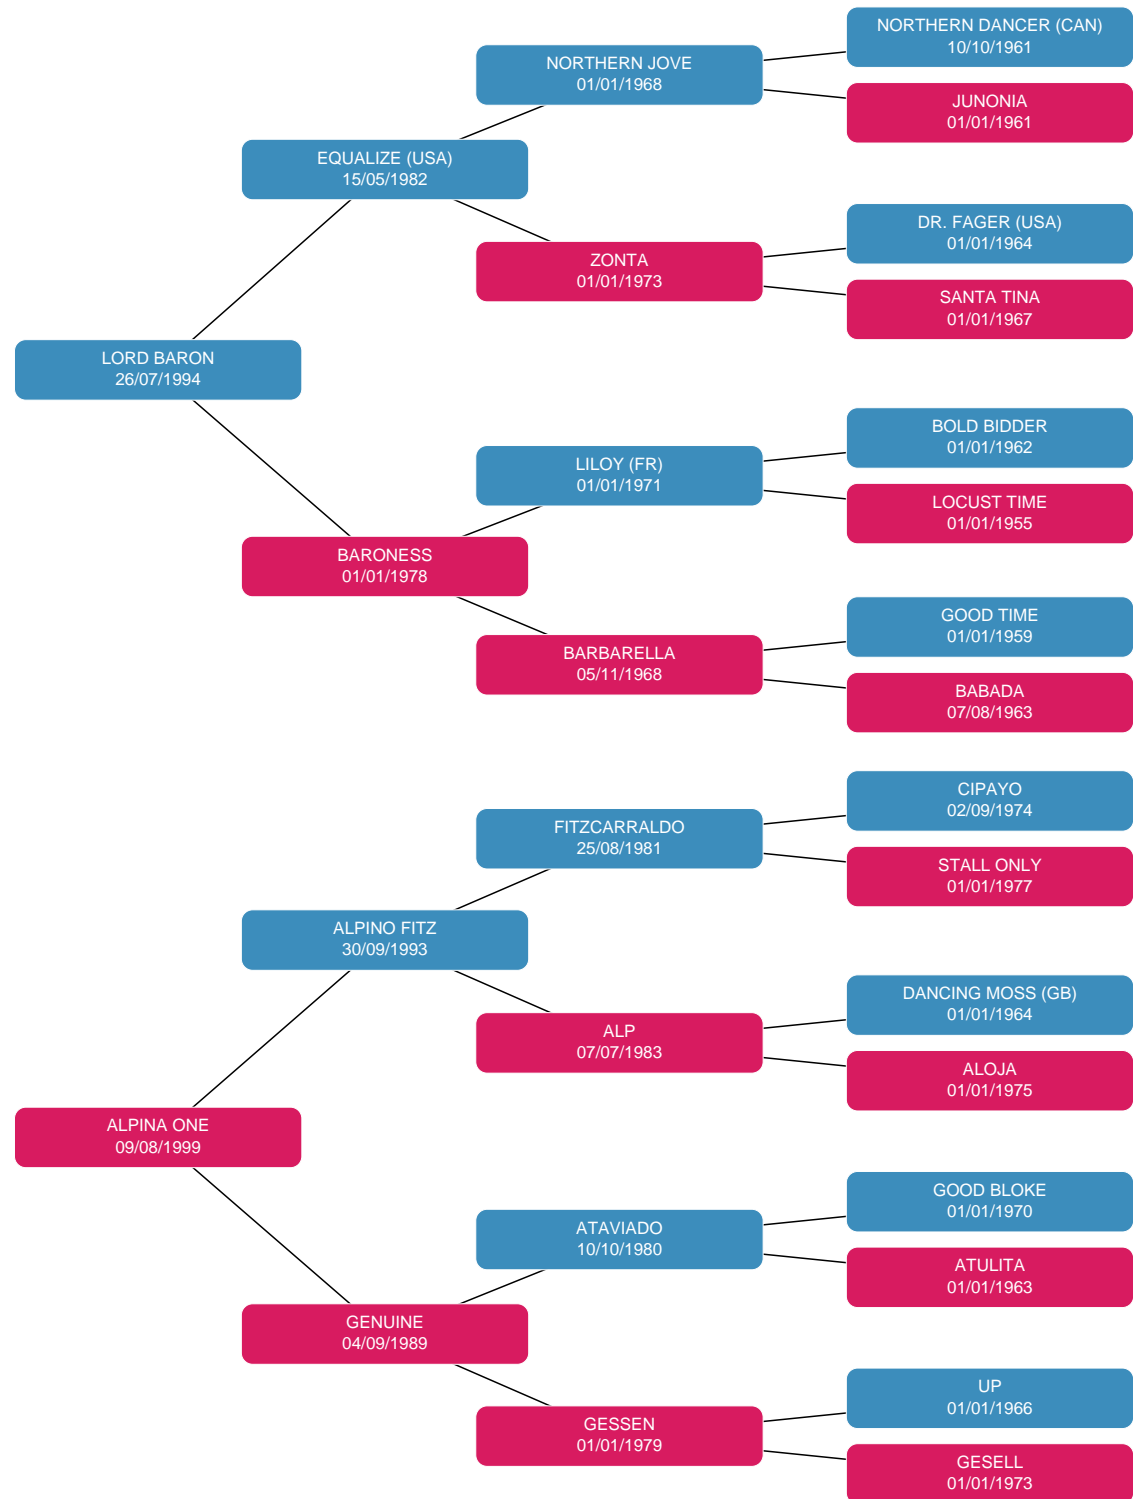 NORTHERN DANCER (CAN)
10/10/1961
NORTHERN JOVE
01/01/1968
JUNONIA
01/01/1961
EQUALIZE (USA)
15/05/1982
DR. FAGER (USA)
01/01/1964
ZONTA
01/01/1973
SANTA TINA
01/01/1967
LORD BARON
26/07/1994
BOLD BIDDER
01/01/1962
LILOY (FR)
01/01/1971
LOCUST TIME
01/01/1955
BARONESS
01/01/1978
GOOD TIME
01/01/1959
BARBARELLA
05/11/1968
BABADA
07/08/1963
CIPAYO
02/09/1974
FITZCARRALDO
25/08/1981
STALL ONLY
01/01/1977
ALPINO FITZ
30/09/1993
DANCING MOSS (GB)
01/01/1964
ALP
07/07/1983
ALOJA
01/01/1975
ALPINA ONE
09/08/1999
GOOD BLOKE
01/01/1970
ATAVIADO
10/10/1980
ATULITA
01/01/1963
GENUINE
04/09/1989
UP
01/01/1966
GESSEN
01/01/1979
GESELL
01/01/1973